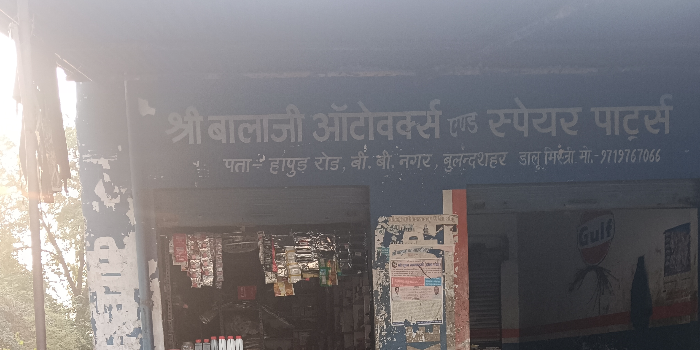 श्री बालाजी ऑटोवर्क्स एण्ड स्पेयर पार्ट्स
पता:- हापुड़ रोड, बी. बी. नगर, बुलन्दशहर डालू मिस्त्री मो.-9719767066
Gulf